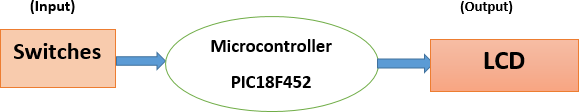 (Input)
(Output)
Switches
Microcontroller
PIC18F452
LCD